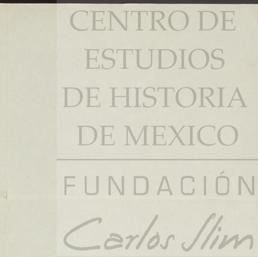 CENTRO DE
ESTUDIOS
DE HISTORIA
DE MEXICO
FUNDACIÓN
Carlos Slim